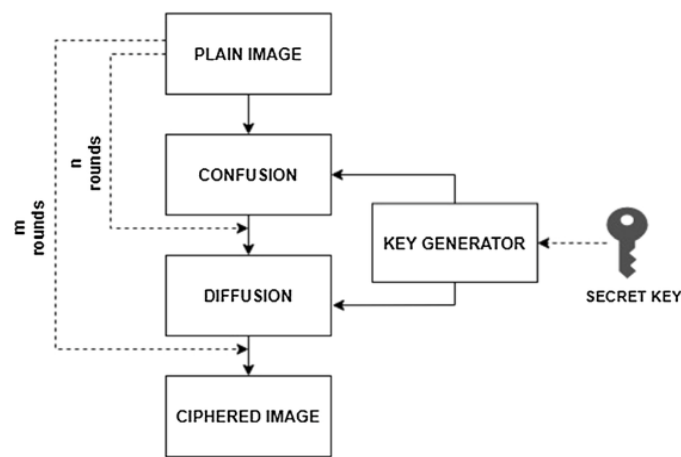 PLAIN IMAGE
n
rounds
m
rounds
CONFUSION
KEY GENERATOR
SECRET KEY
DIFFUSION
CIPHERED IMAGE